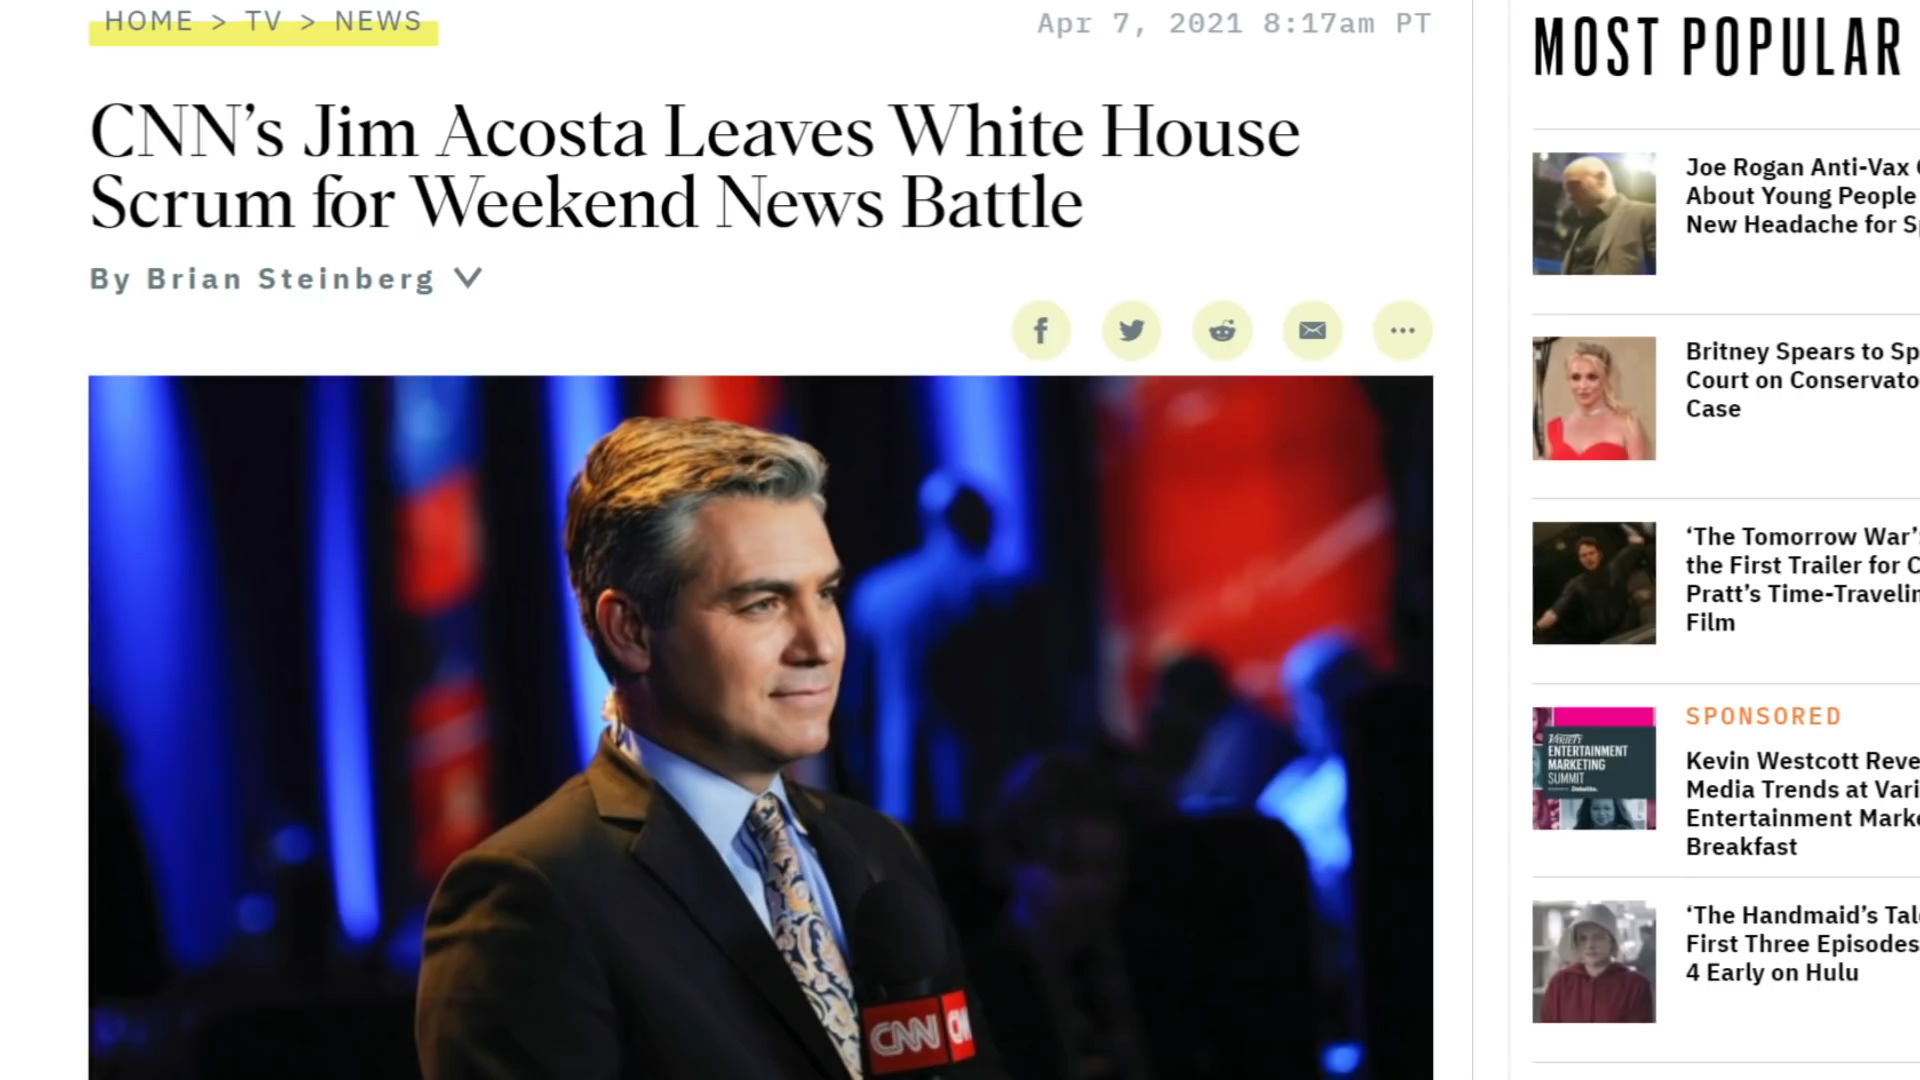 HOME > TV > NEWS
Apr 7, 2021 8:17am PT
CNN’s Jim Acosta Leaves White House
Scrum for Weekend News Battle
By Brian Steinberg
CNN
MOST POPULAR
Joe Rogan Anti-Vax
About Young People
New Headache for
Britney Spears to
Court on
Case
‘The Tomorrow War’
the First Trailer for
Pratt’s
Film
SPONSORED
VARIETY
ENTERTAINMENT
MARKETING
SUMMIT
Deloitte.
Kevin Westcott
Media Trends at
Entertainment
Breakfast
‘The Handmaid’s
First Three Episodes
4 Early on Hulu